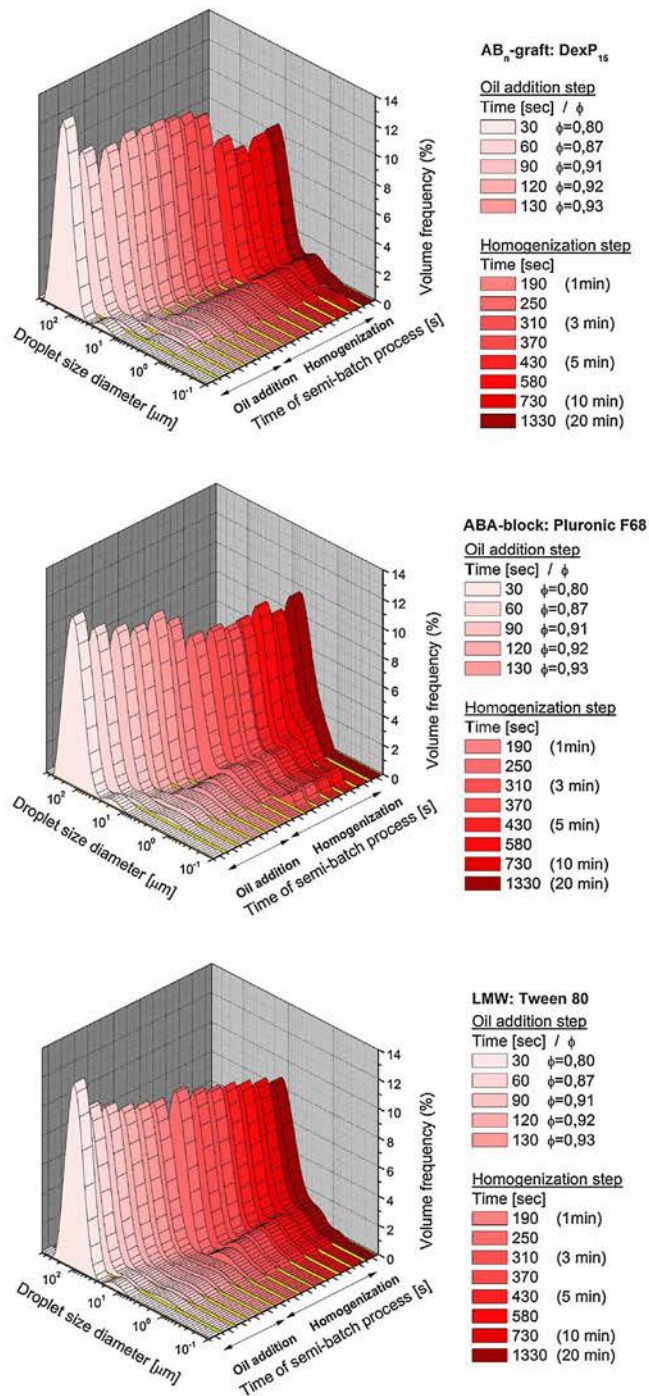 ABₙ-graft: DexP₁₅
Oil addition step
Time [sec] / ϕ
30 ϕ=0,80
60 ϕ=0,87
90 ϕ=0,91
120 ϕ=0,92
130 ϕ=0,93
Homogenization step
Time [sec]
190 (1min)
250
310 (3 min)
370
430 (5 min)
580
730 (10 min)
1330 (20 min)
14
12
10
8
6
4
2
0
Volume frequency (%)
10²
10¹
10⁰
10⁻¹
Droplet size diameter [µm]
Oil addition
Homogenization
Time of semi-batch process [s]
ABA-block: Pluronic F68
Oil addition step
Time [sec] / ϕ
30 ϕ=0,80
60 ϕ=0,87
90 ϕ=0,91
120 ϕ=0,92
130 ϕ=0,93
Homogenization step
Time [sec]
190 (1min)
250
310 (3 min)
370
430 (5 min)
580
730 (10 min)
1330 (20 min)
14
12
10
8
6
4
2
0
Volume frequency (%)
10²
10¹
10⁰
10⁻¹
Droplet size diameter [µm]
Oil addition
Homogenization
Time of semi-batch process [s]
LMW: Tween 80
Oil addition step
Time [sec] / ϕ
30 ϕ=0,80
60 ϕ=0,87
90 ϕ=0,91
120 ϕ=0,92
130 ϕ=0,93
Homogenization step
Time [sec]
190 (1min)
250
310 (3 min)
370
430 (5 min)
580
730 (10 min)
1330 (20 min)
14
12
10
8
6
4
2
0
Volume frequency (%)
10²
10¹
10⁰
10⁻¹
Droplet size diameter [µm]
Oil addition
Homogenization
Time of semi-batch process [s]